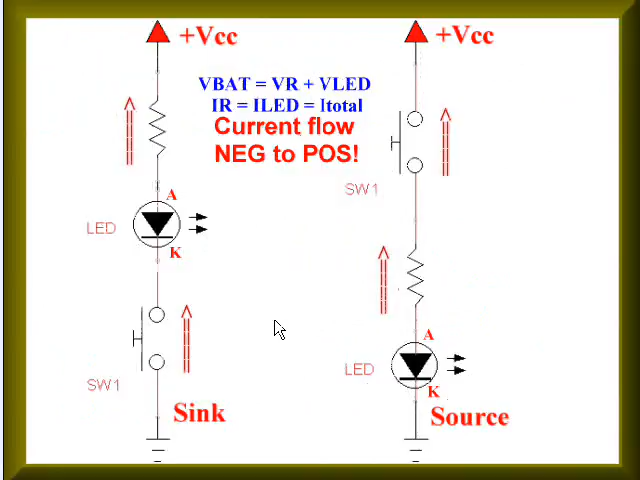 +Vcc
+Vcc
VBAT = VR + VLED
IR = ILED = Itotal
Current flow
NEG to POS!
SW1
A
LED
K
A
LED
K
SW1
Sink
Source